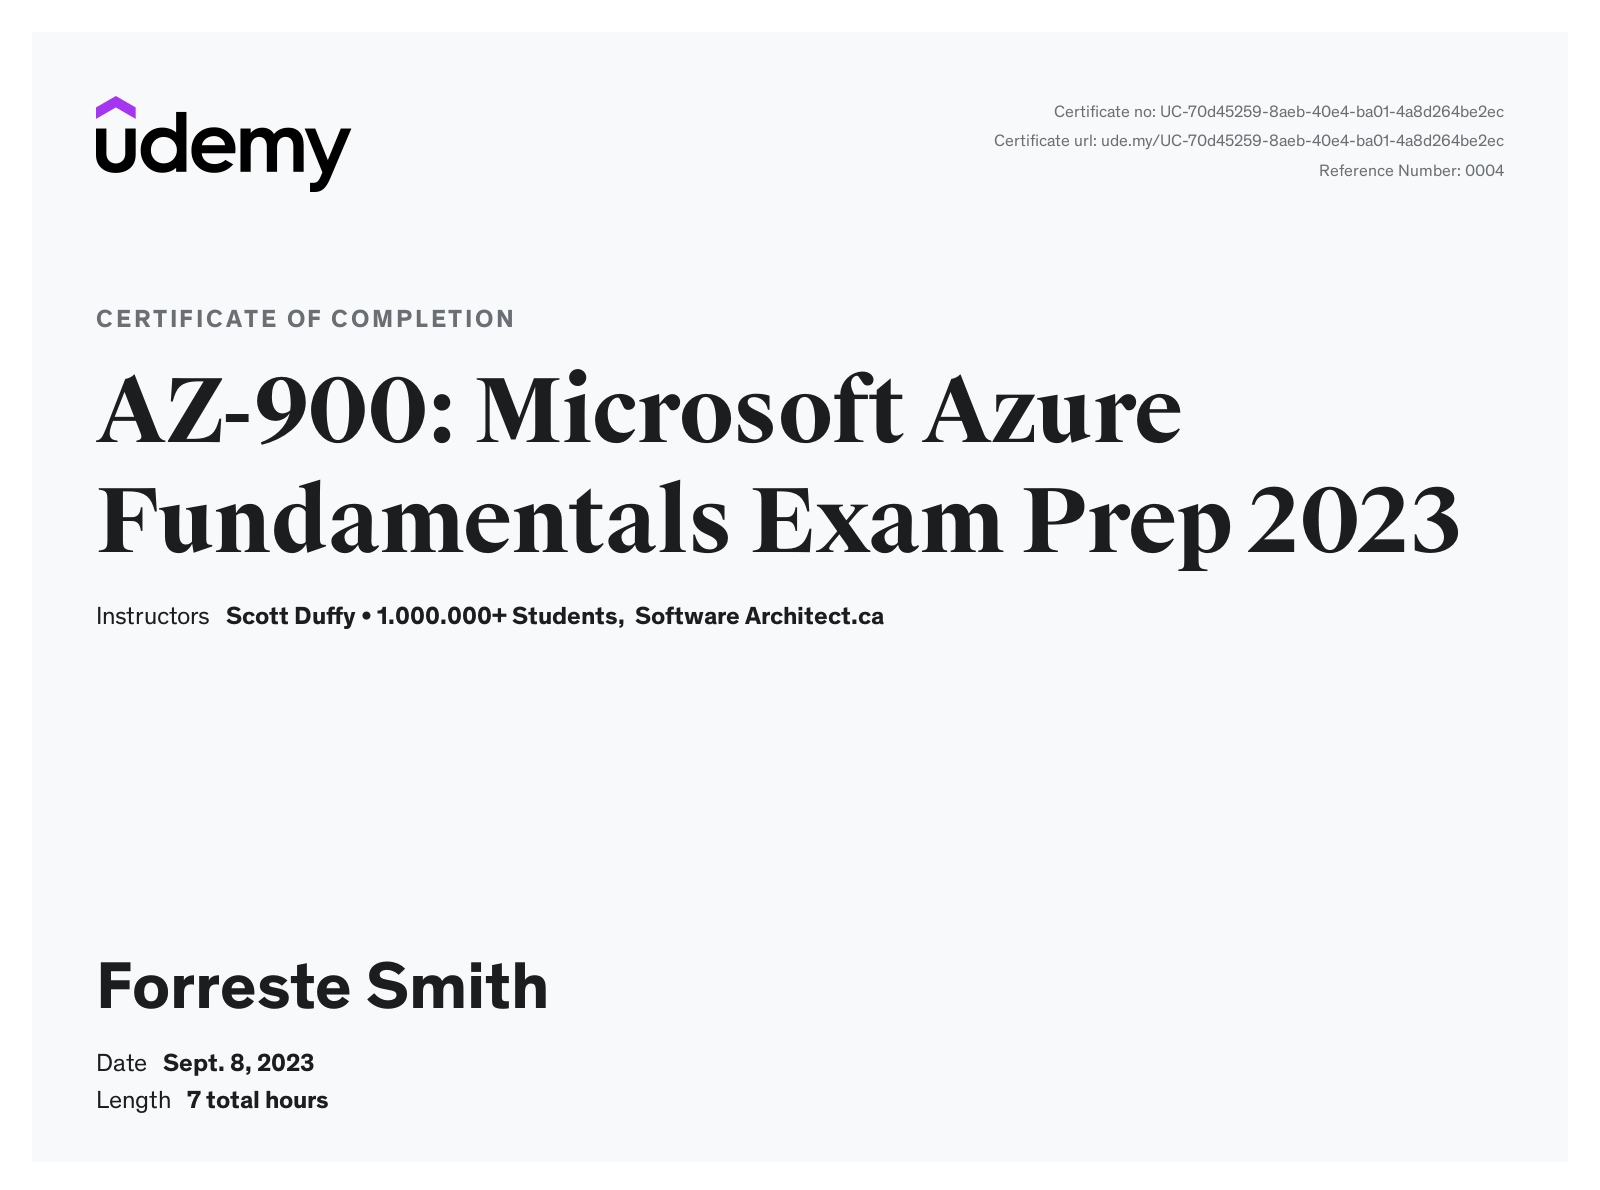 udemy
Certificate no: UC-70d45259-8aeb-40e4-ba01-4a8d264be2ec
Certificate url: ude.my/UC-70d45259-8aeb-40e4-ba01-4a8d264be2ec
Reference Number: 0004
CERTIFICATE OF COMPLETION
AZ-900: Microsoft Azure
Fundamentals Exam Prep 2023
Instructors Scott Duffy • 1.000.000+ Students, Software Architect.ca
Forreste Smith
Date Sept. 8, 2023
Length 7 total hours